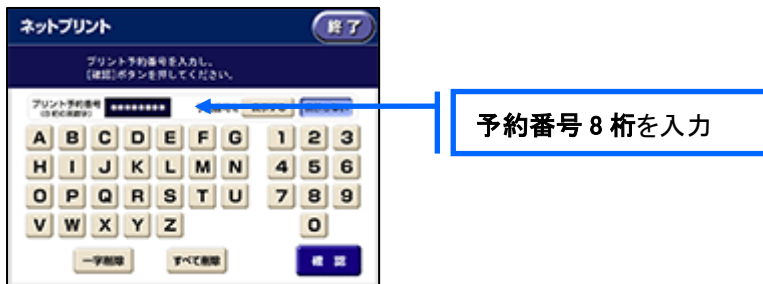 ネットプリント
終了
プリント予約番号を入力し、
[確認]ボタンを押してください。
プリント予約番号
********
A B C D E F G 1 2 3
H I J K L M N 4 5 6
O P Q R S T U 7 8 9
V W X Y Z 0
一字削除 すべて削除 確認
予約番号 8 桁を入力